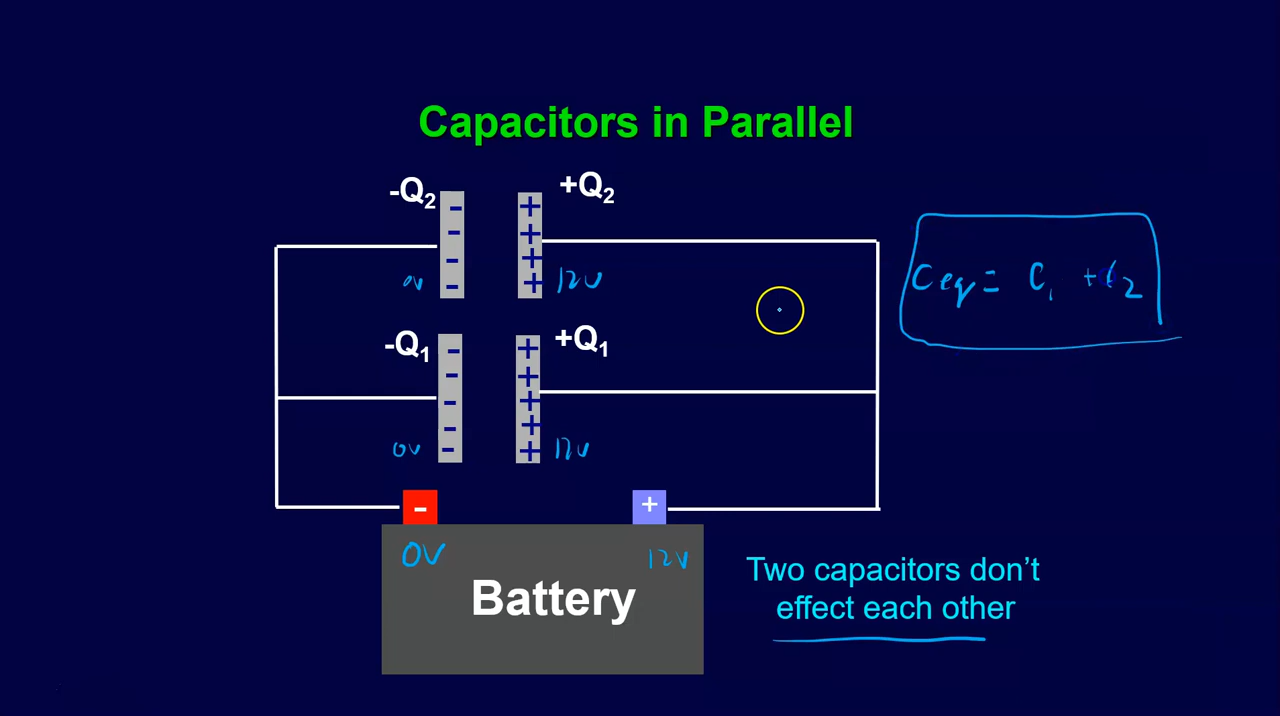 Capacitors in Parallel
-Q₂ +Q₂
- + 
- +
- +
- +
0V 12V
Ceq = C₁ + C₂
-Q₁ +Q₁
- +
- +
- +
- +
- +
0V 12V
- +
0V 12V
Battery
Two capacitors don't
effect each other